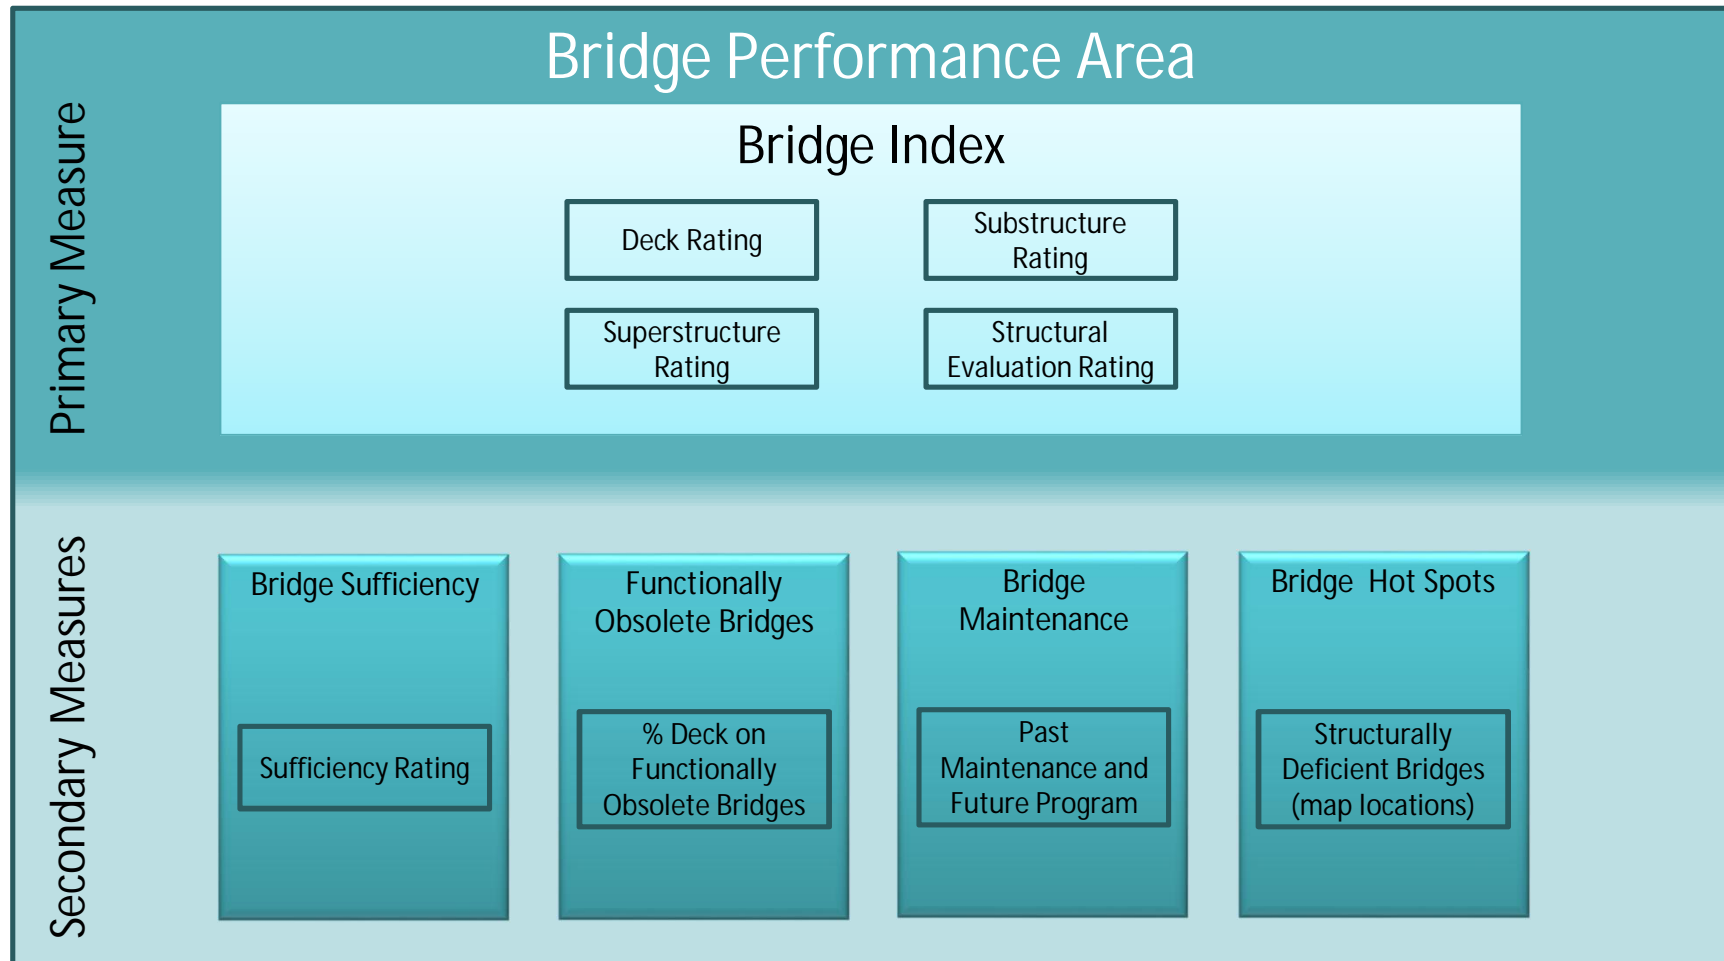 Bridge Performance Area
Primary Measure
Bridge Index
Deck Rating
Substructure
Rating
Superstructure
Rating
Structural
Evaluation Rating
Secondary Measures
Bridge Sufficiency
Sufficiency Rating
Functionally
Obsolete Bridges
% Deck on
Functionally
Obsolete Bridges
Bridge
Maintenance
Past
Maintenance and
Future Program
Bridge Hot Spots
Structurally
Deficient Bridges
(map locations)